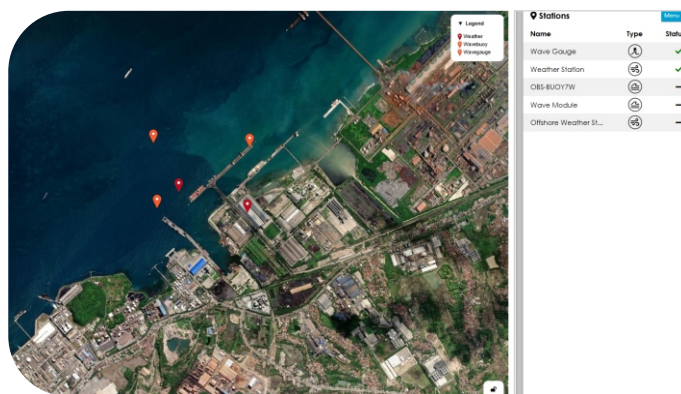 Legend
Weather
Wavebuoy
Wavegauge
Stations
Menu
Name Type Statu
Wave Gauge
Weather Station
OBS-BUOY7W
Wave Module
Offshore Weather St...